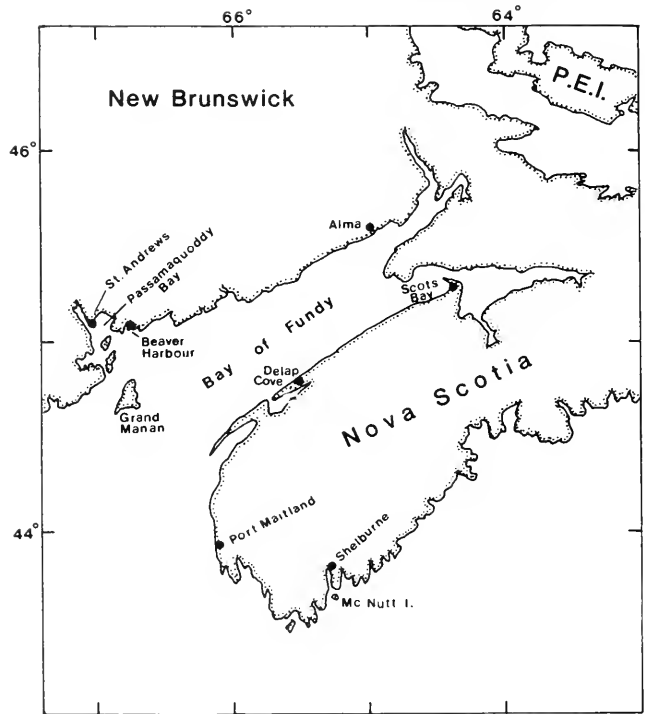 66°
64°
New Brunswick
P.E.I.
46°
Alma
St. Andrews
Passamaquoddy
Bay
Scots
Bay
Beaver
Harbour
Bay of Fundy
Delap
Cove
Grand
Manan
Nova Scotia
44°
Port Maitland
Shelburne
Mc Nutt I.